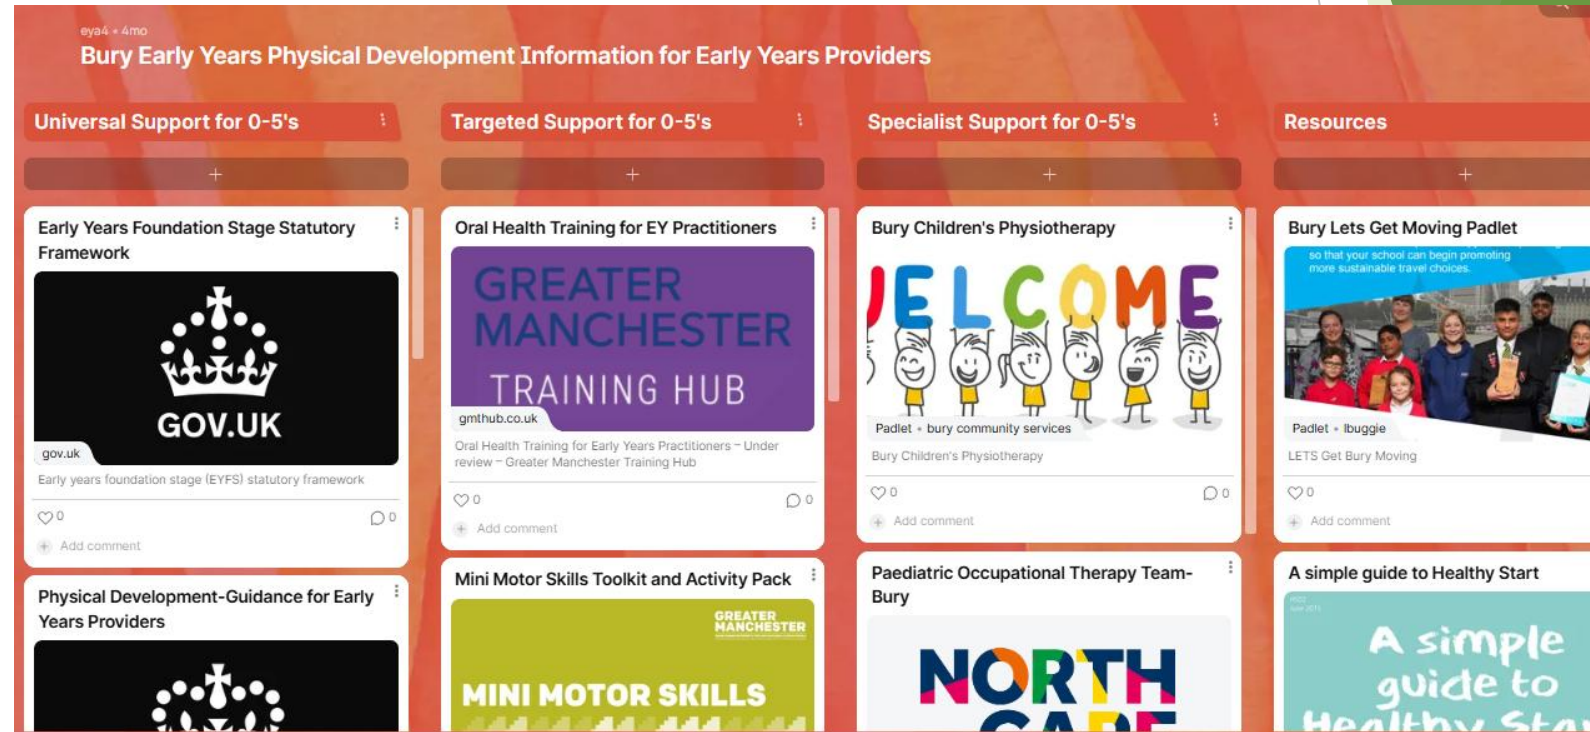 eya4 • 4mo
Bury Early Years Physical Development Information for Early Years Providers
Universal Support for 0-5's
Early Years Foundation Stage Statutory
Framework
GOV.UK
gov.uk
Early years foundation stage (EYFS) statutory framework
0
0
Add comment
Physical Development-Guidance for Early
Years Providers
Targeted Support for 0-5's
Oral Health Training for EY Practitioners
GREATER
MANCHESTER
TRAINING HUB
gmthub.co.uk
Oral Health Training for Early Years Practitioners – Under
review – Greater Manchester Training Hub
0
0
Add comment
Mini Motor Skills Toolkit and Activity Pack
GREATER
MANCHESTER
MINI MOTOR SKILLS
Specialist Support for 0-5's
Bury Children's Physiotherapy
WELCOME
Padlet • bury community services
Bury Children's Physiotherapy
0
0
Add comment
Paediatric Occupational Therapy Team-
Bury
NORTH
CARE
Resources
Bury Lets Get Moving Padlet
so that your school can begin promoting
more sustainable travel choices.
Padlet • lbuggie
LETS Get Bury Moving
0
Add comment
A simple guide to Healthy Start
A simple
guide to
Healthy Sta